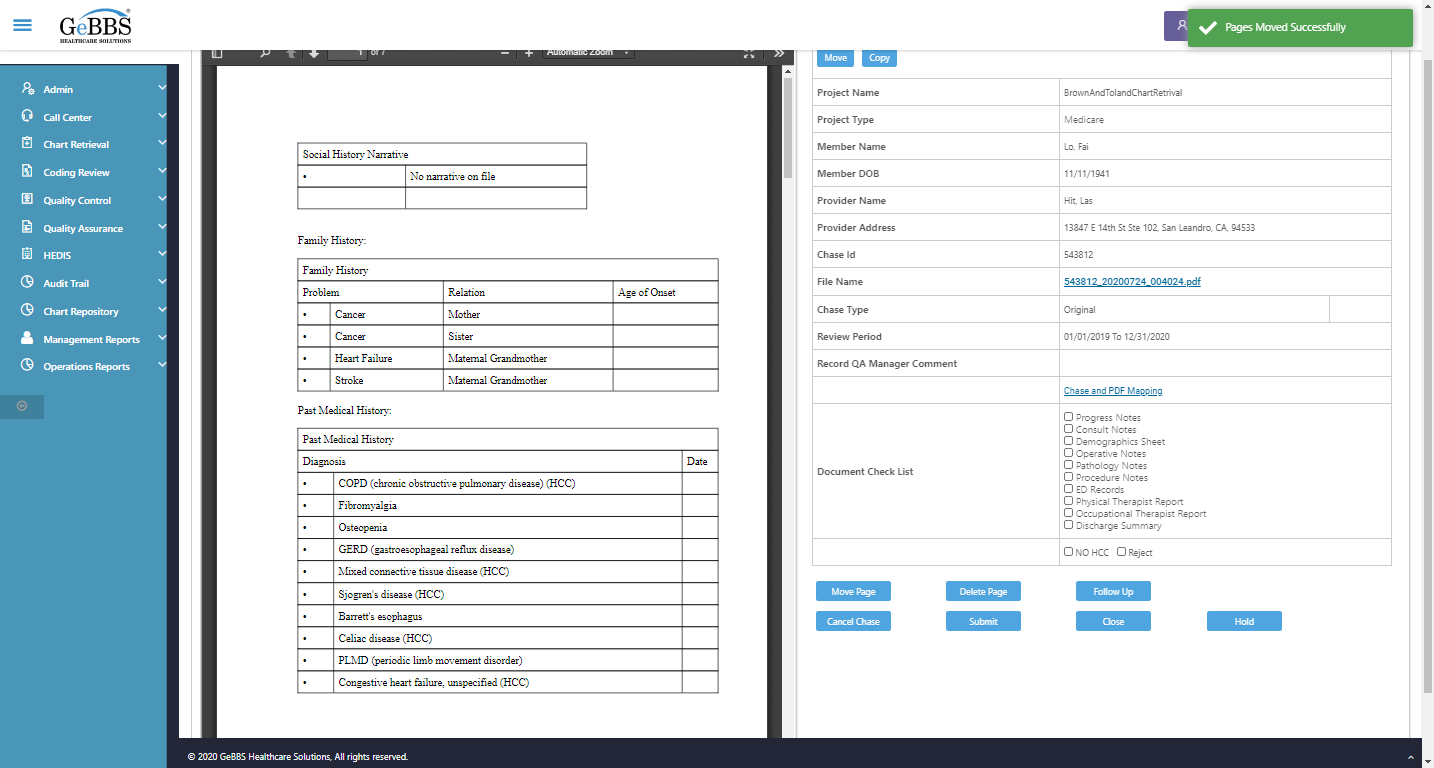 GeBBS
HEALTHCARE SOLUTIONS
Pages Moved Successfully
Admin
Call Center
Chart Retrieval
Coding Review
Quality Control
Quality Assurance
HEDIS
Audit Trail
Chart Repository
Management Reports
Operations Reports
1 of 7 Automatic Zoom
Social History Narrative
• No narrative on file
Family History:
Family History
Problem Relation Age of Onset
• Cancer Mother
• Cancer Sister
• Heart Failure Maternal Grandmother
• Stroke Maternal Grandmother
Past Medical History:
Past Medical History
Diagnosis Date
• COPD (chronic obstructive pulmonary disease) (HCC)
• Fibromyalgia
• Osteopenia
• GERD (gastroesophageal reflux disease)
• Mixed connective tissue disease (HCC)
• Sjogren's disease (HCC)
• Barrett's esophagus
• Celiac disease (HCC)
• PLMD (periodic limb movement disorder)
• Congestive heart failure, unspecified (HCC)
Move Copy
Project Name BrownAndTolandChartRetrival
Project Type Medicare
Member Name Lo, Fai
Member DOB 11/11/1941
Provider Name Hit, Las
Provider Address 13847 E 14th St Ste 102, San Leandro, CA, 94533
Chase Id 543812
File Name 543812_20200724_004024.pdf
Chase Type Original
Review Period 01/01/2019 To 12/31/2020
Record QA Manager Comment
Chase and PDF Mapping
Document Check List
Progress Notes
Consult Notes
Demographics Sheet
Operative Notes
Pathology Notes
Procedure Notes
ED Records
Physical Therapist Report
Occupational Therapist Report
Discharge Summary
NO HCC Reject
Move Page Delete Page Follow Up
Cancel Chase Submit Close Hold
© 2020 GeBBS Healthcare Solutions, All rights reserved.